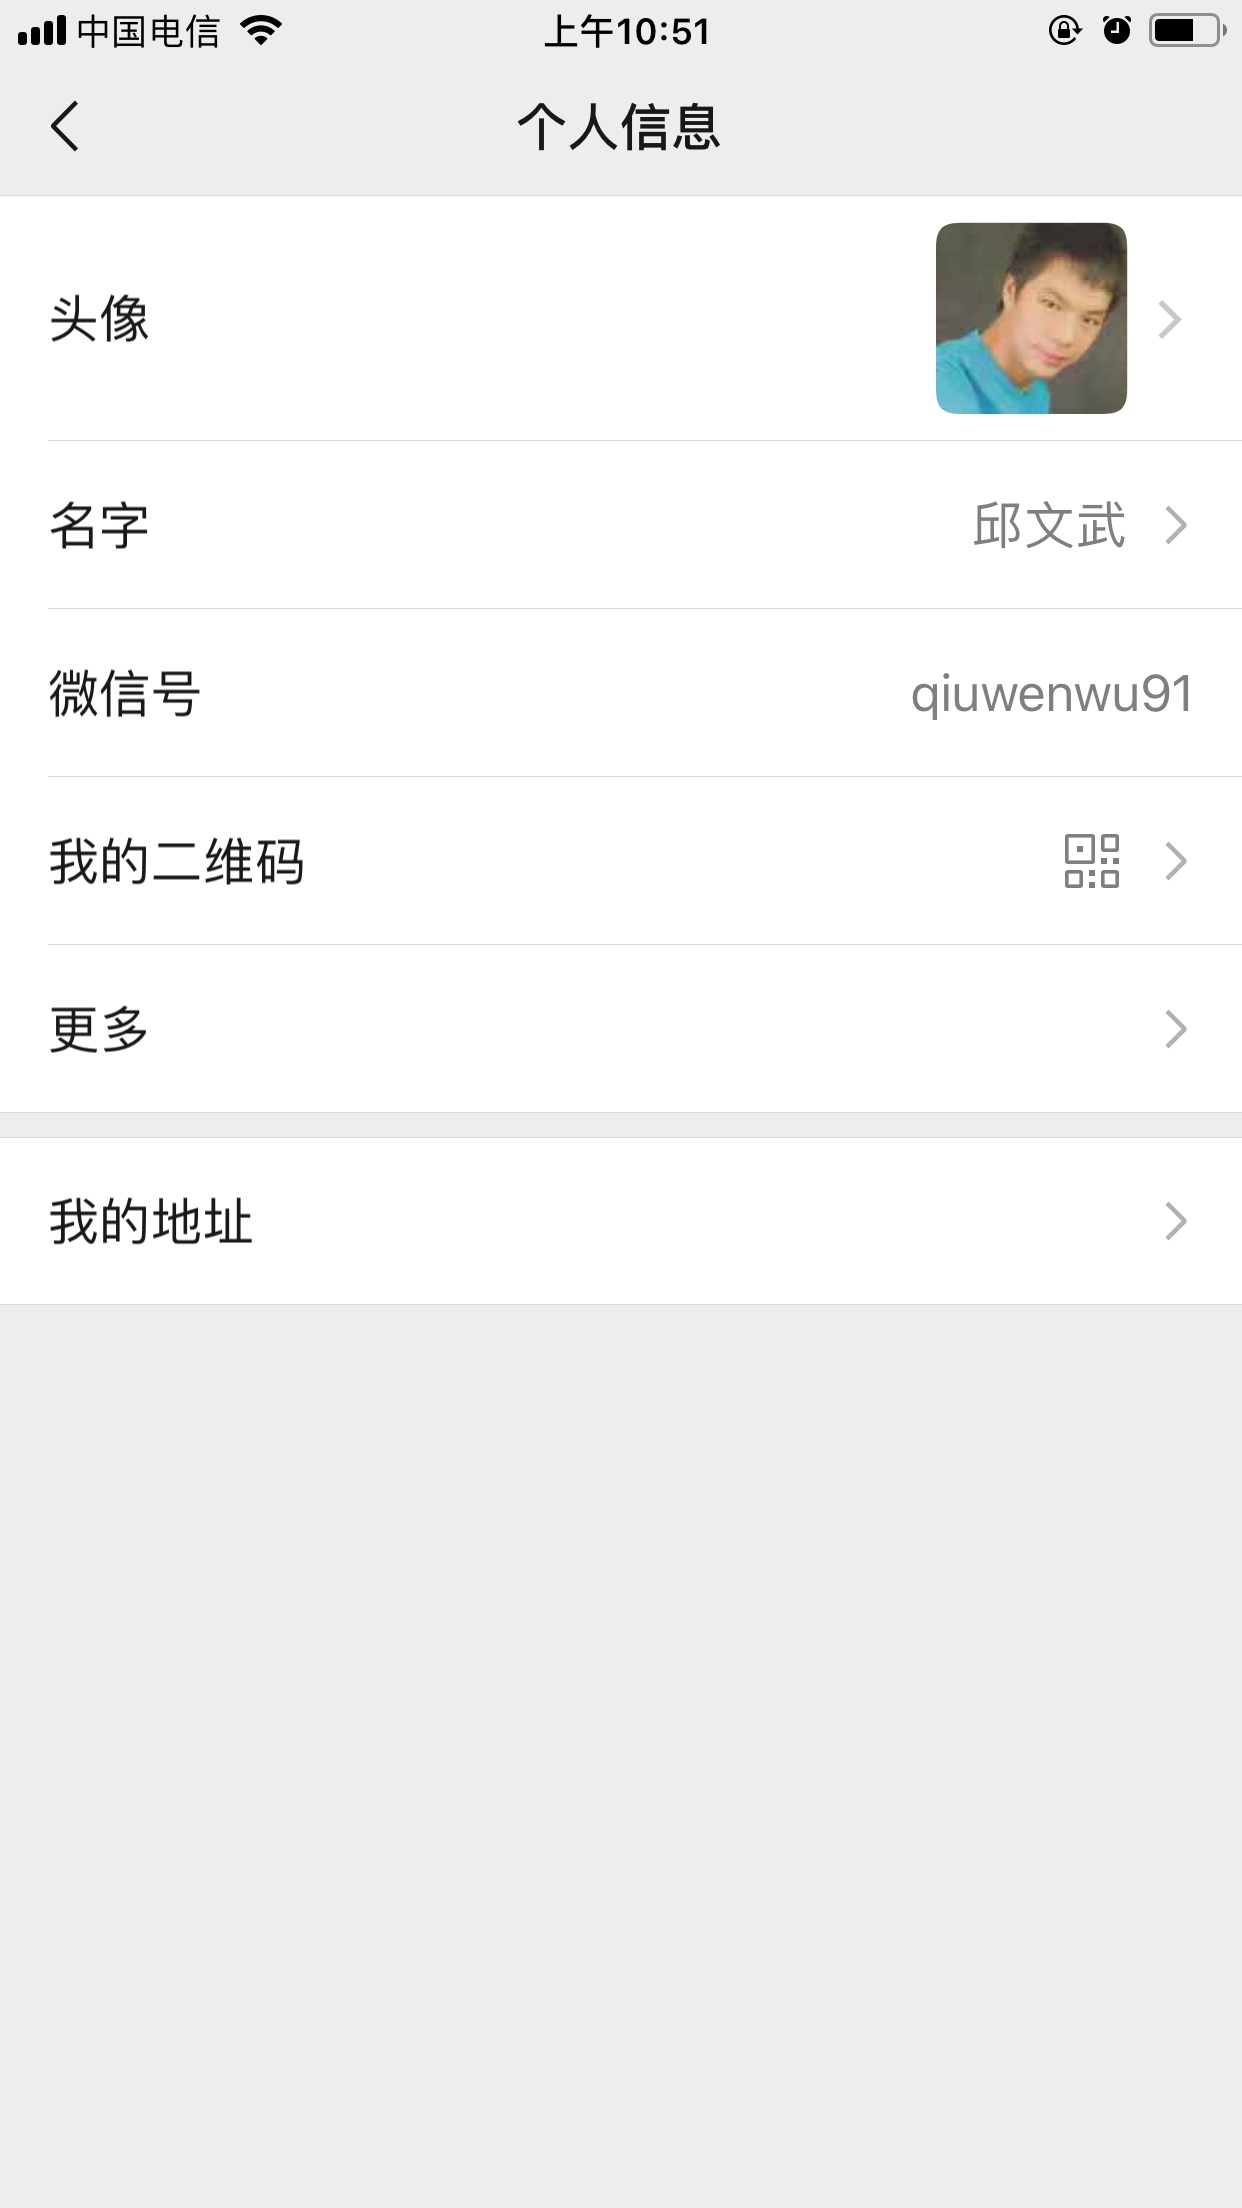 中国电信
上午10:51
个人信息
头像
名字 邱文武
微信号 qiuwenwu91
我的二维码
更多
我的地址